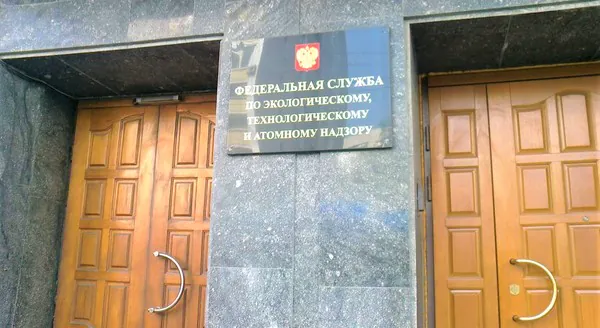 ФЕДЕРАЛЬНАЯ СЛУЖБА
ПО ЭКОЛОГИЧЕСКОМУ,
ТЕХНОЛОГИЧЕСКОМУ
И АТОМНОМУ НАДЗОРУ